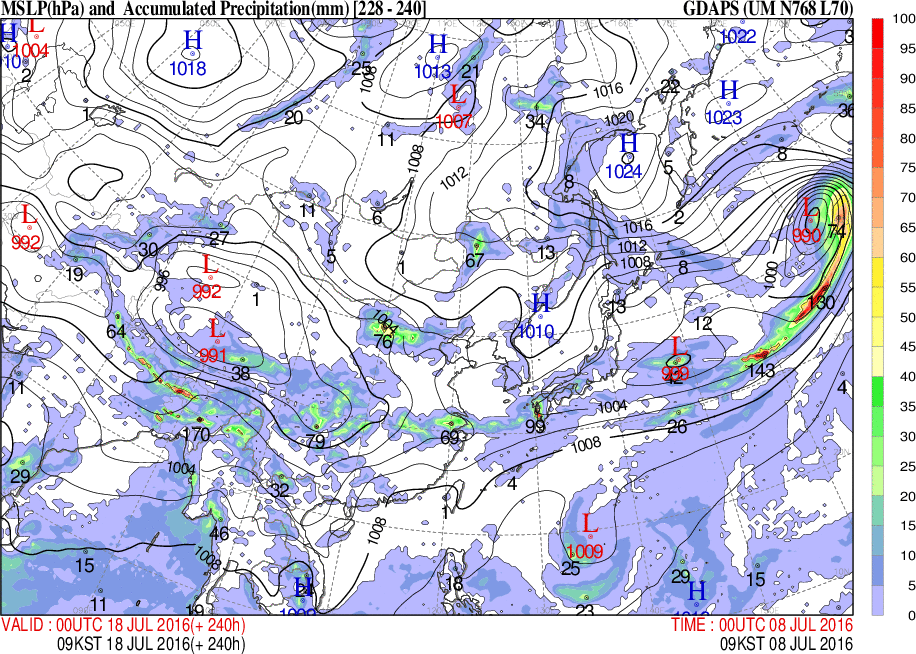 MSLP(hPa) and Accumulated Precipitation(mm) [228 - 240] GDAPS (UM N768 L70)
H L H H 1022 100
1004 1018 1013 95
10 2 25 1008 21 22 H 90
L 1016 1023 36 85
1 20 1007 34 1020 80
11 1008 H 8 75
1012 1024 5
8 70
11 6 2 L 74
L 1016 990 65
992 30 27 13 1012
19 5 67 1008 8 60
L 996 1 1000
992 1 H 13 130 55
64 L 1004 1010 12 50
991 76 L 45
38 999 143 40
11 42 4
1004 35
170 79 69 99 26
1008 30
29 1004
32 4 25
1
46 1008 L 20
1009 1009
15 25 29 15 15
H 18 H 10
11 19 23 5
0
VALID : 00UTC 18 JUL 2016(+ 240h) TIME : 00UTC 08 JUL 2016
09KST 18 JUL 2016(+ 240h) 09KST 08 JUL 2016